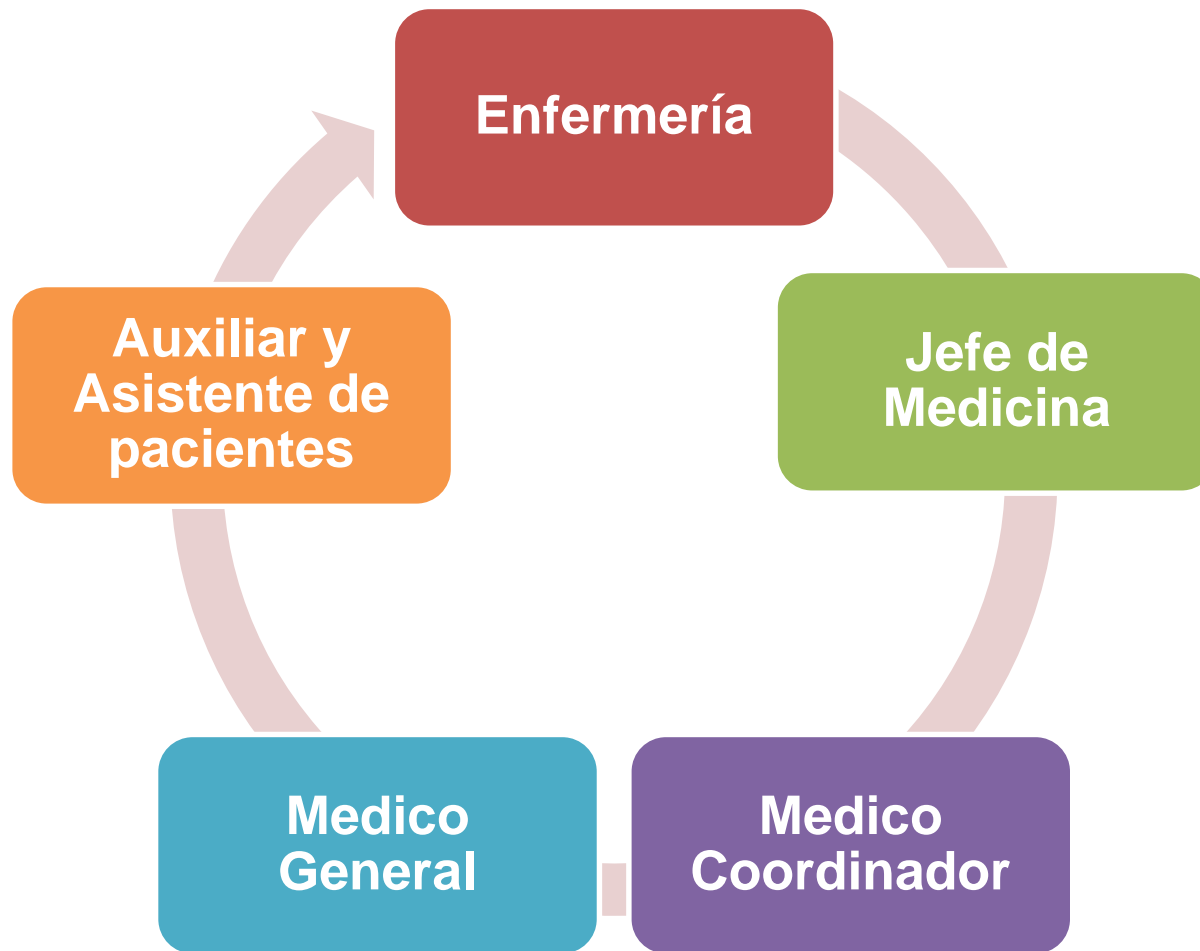 Enfermería
Jefe de
Medicina
Medico
Coordinador
Medico
General
Auxiliar y
Asistente de
pacientes